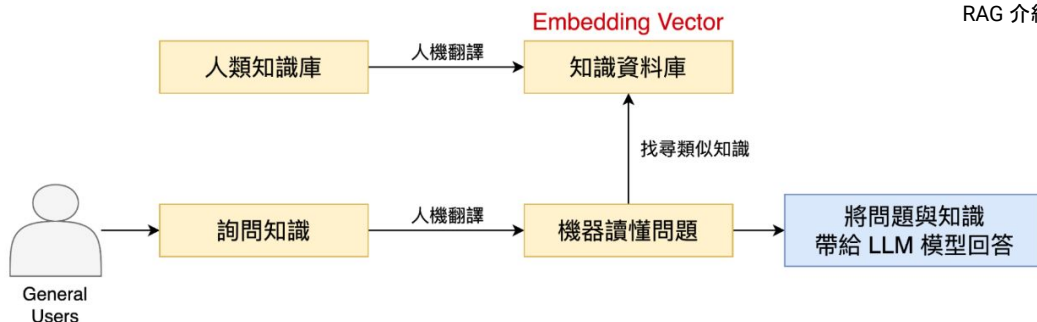 RAG 介紹
Embedding Vector
人類知識庫
人機翻譯
知識資料庫
找尋類似知識
詢問知識
人機翻譯
機器讀懂問題
將問題與知識
帶給 LLM 模型回答
General
Users